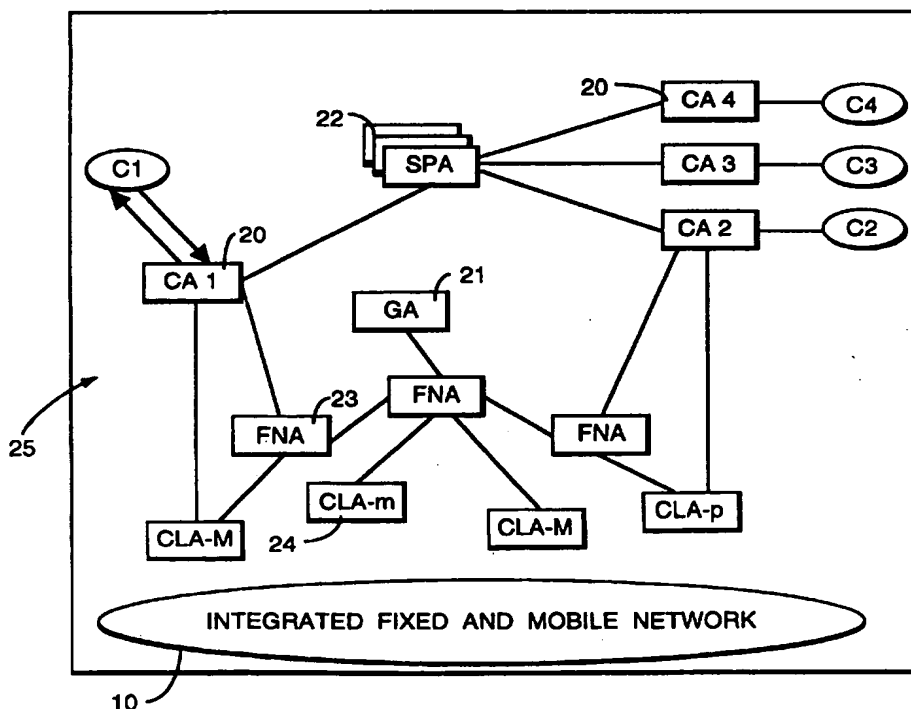 20
CA 4
C4
22
SPA
CA 3
C3
C1
CA 2
C2
20
CA 1
21
GA
FNA
23
FNA
FNA
25
CLA-m
CLA-p
24
CLA-M
CLA-M
INTEGRATED FIXED AND MOBILE NETWORK
10